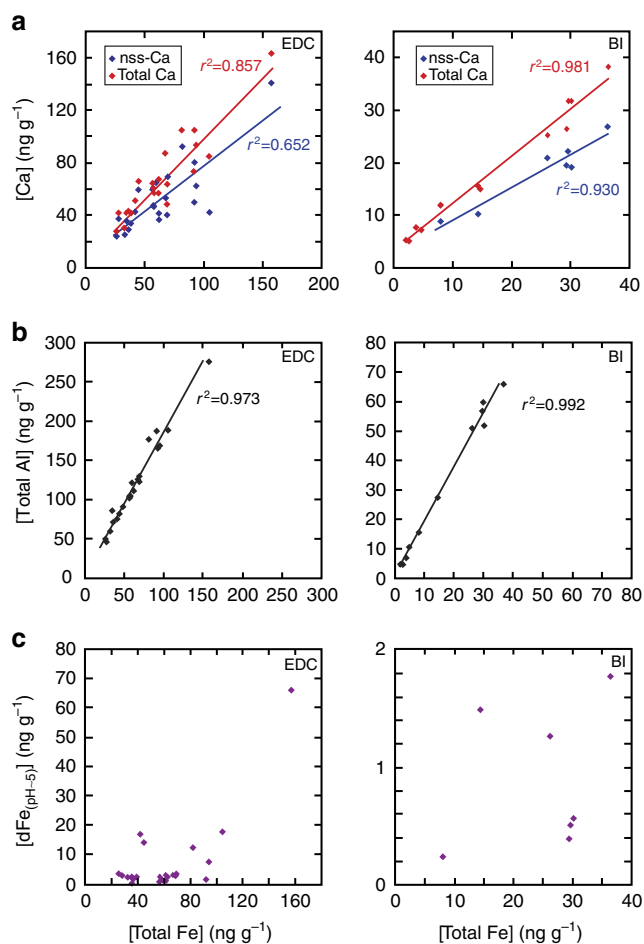 a
EDC
nss-Ca
Total Ca
r²=0.857
r²=0.652
[Ca] (ng g⁻¹)
160
120
80
40
0
0 50 100 150 200
BI
nss-Ca
Total Ca
r²=0.981
r²=0.930
40
30
20
10
0
0 10 20 30 40
b
EDC
r²=0.973
[Total Al] (ng g⁻¹)
300
250
200
150
100
50
0
0 50 100 150 200 250 300
BI
r²=0.992
80
70
60
50
40
30
20
10
0
0 10 20 30 40 50 60 70 80
c
EDC
[dFe(pH–5)] (ng g⁻¹)
80
70
60
50
40
30
20
10
0
0 40 80 120 160
[Total Fe] (ng g⁻¹)
BI
2
1
0
0 10 20 30 40
[Total Fe] (ng g⁻¹)